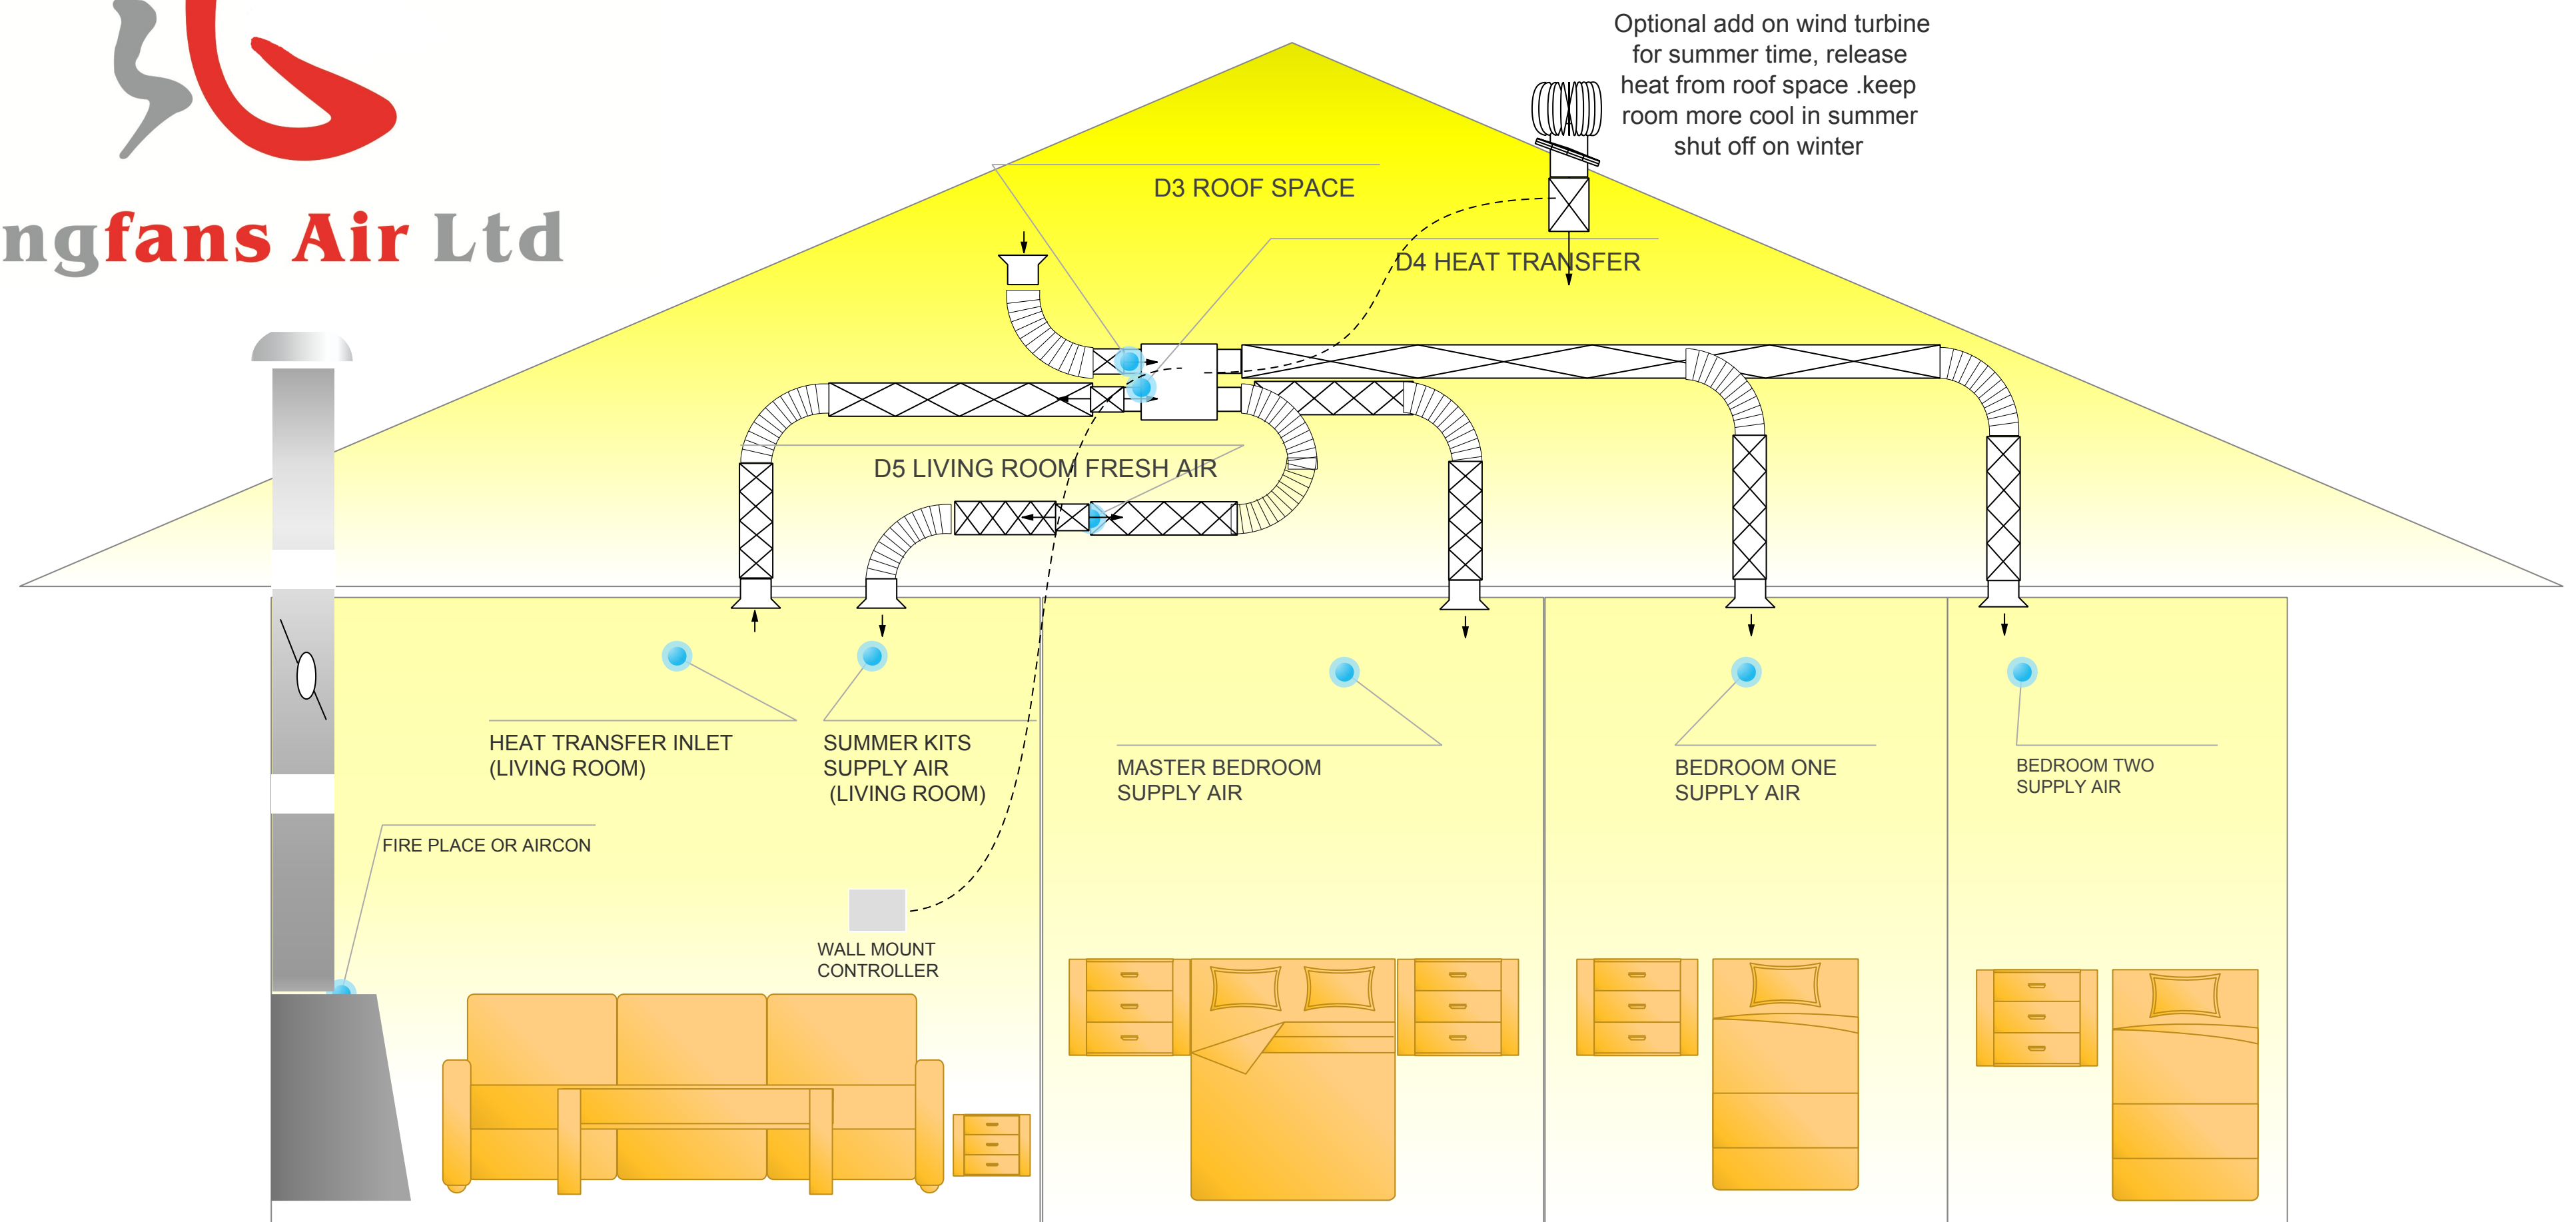 Optional add on wind turbine
for summer time, release
heat from roof space .keep
room more cool in summer
shut off on winter
ngfans Air Ltd
D3 ROOF SPACE
D4 HEAT TRANSFER
D5 LIVING ROOM FRESH AIR
HEAT TRANSFER INLET
(LIVING ROOM)
SUMMER KITS
SUPPLY AIR
(LIVING ROOM)
MASTER BEDROOM
SUPPLY AIR
BEDROOM ONE
SUPPLY AIR
BEDROOM TWO
SUPPLY AIR
FIRE PLACE OR AIRCON
WALL MOUNT
CONTROLLER